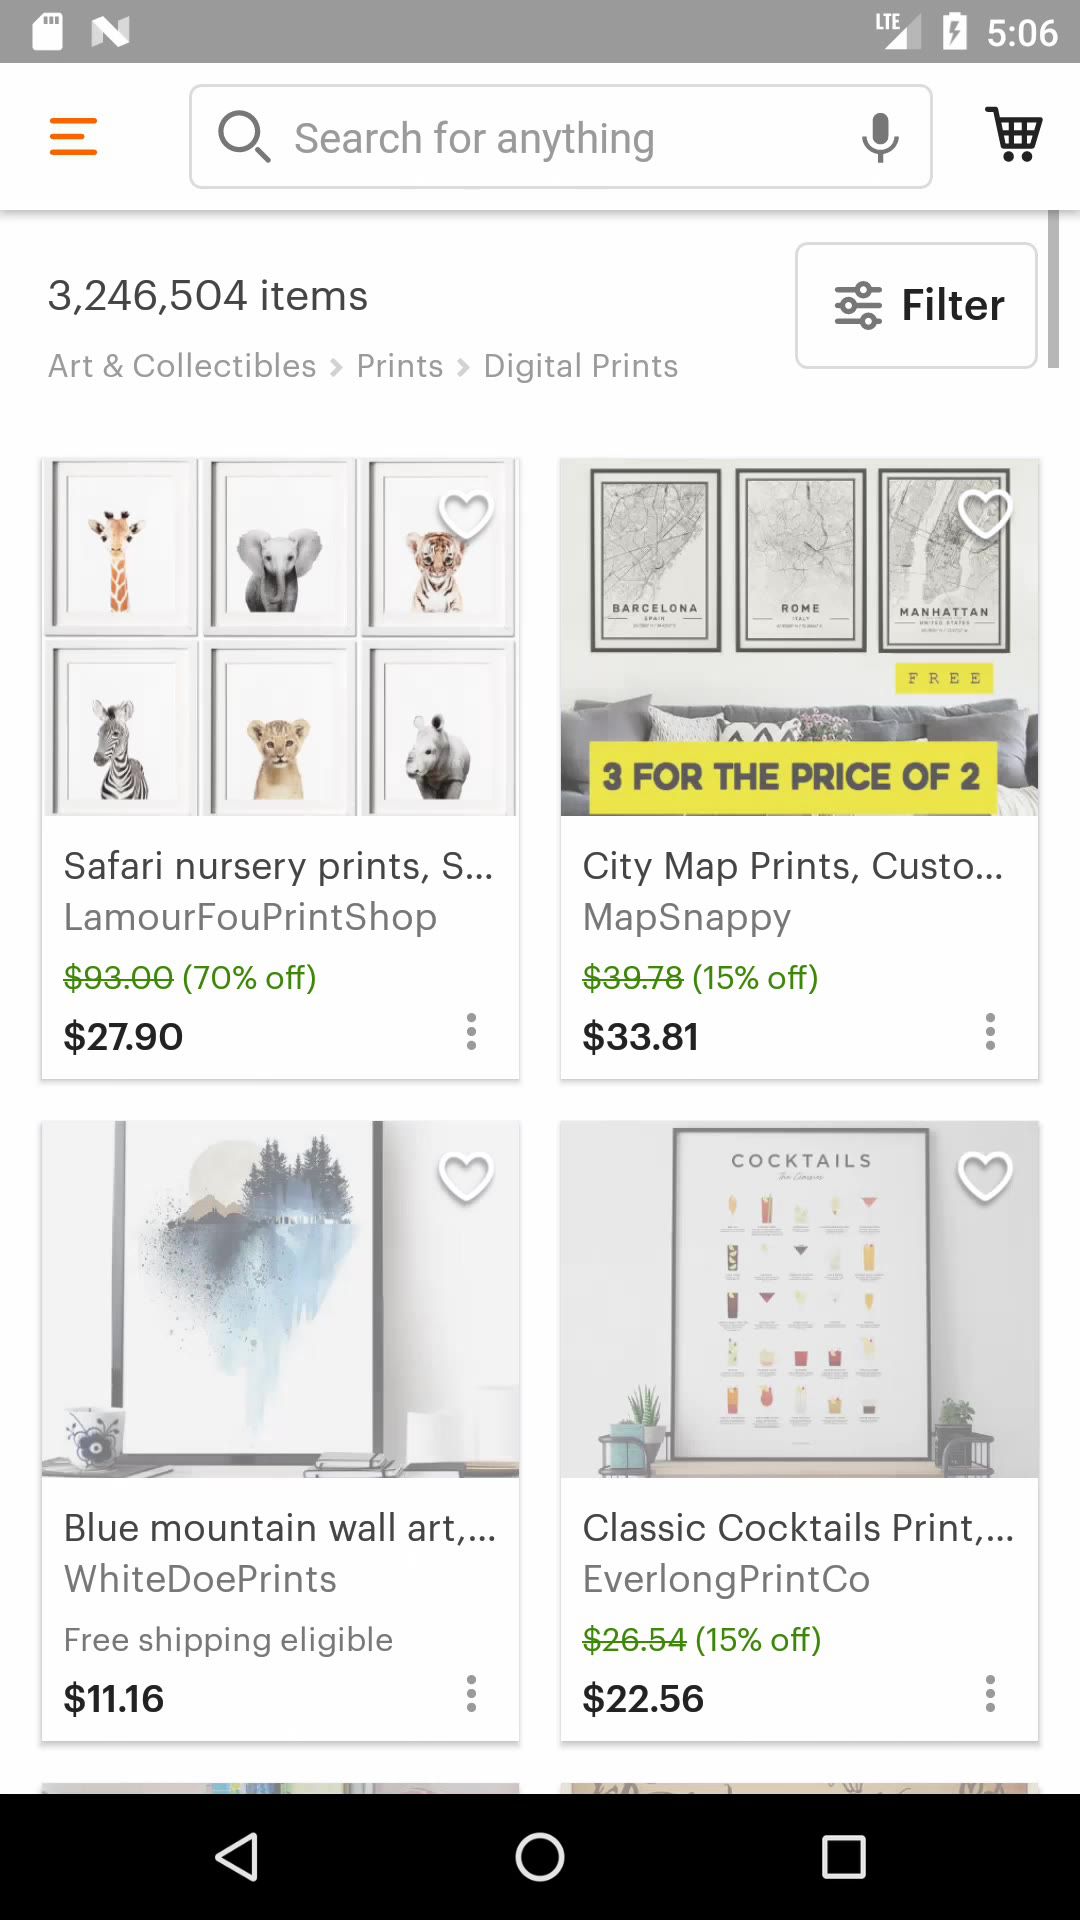 LTE 5:06
Search for anything
3,246,504 items
Filter
Art & Collectibles > Prints > Digital Prints
BARCELONA
SPAIN
ROME
ITALY
MANHATTAN
UNITED STATES
FREE
3 FOR THE PRICE OF 2
Safari nursery prints, S...
LamourFouPrintShop
$93.00 (70% off)
$27.90
City Map Prints, Custo...
MapSnappy
$39.78 (15% off)
$33.81
COCKTAILS
The Classics
Blue mountain wall art,...
WhiteDoePrints
Free shipping eligible
$11.16
Classic Cocktails Print,...
EverlongPrintCo
$26.54 (15% off)
$22.56